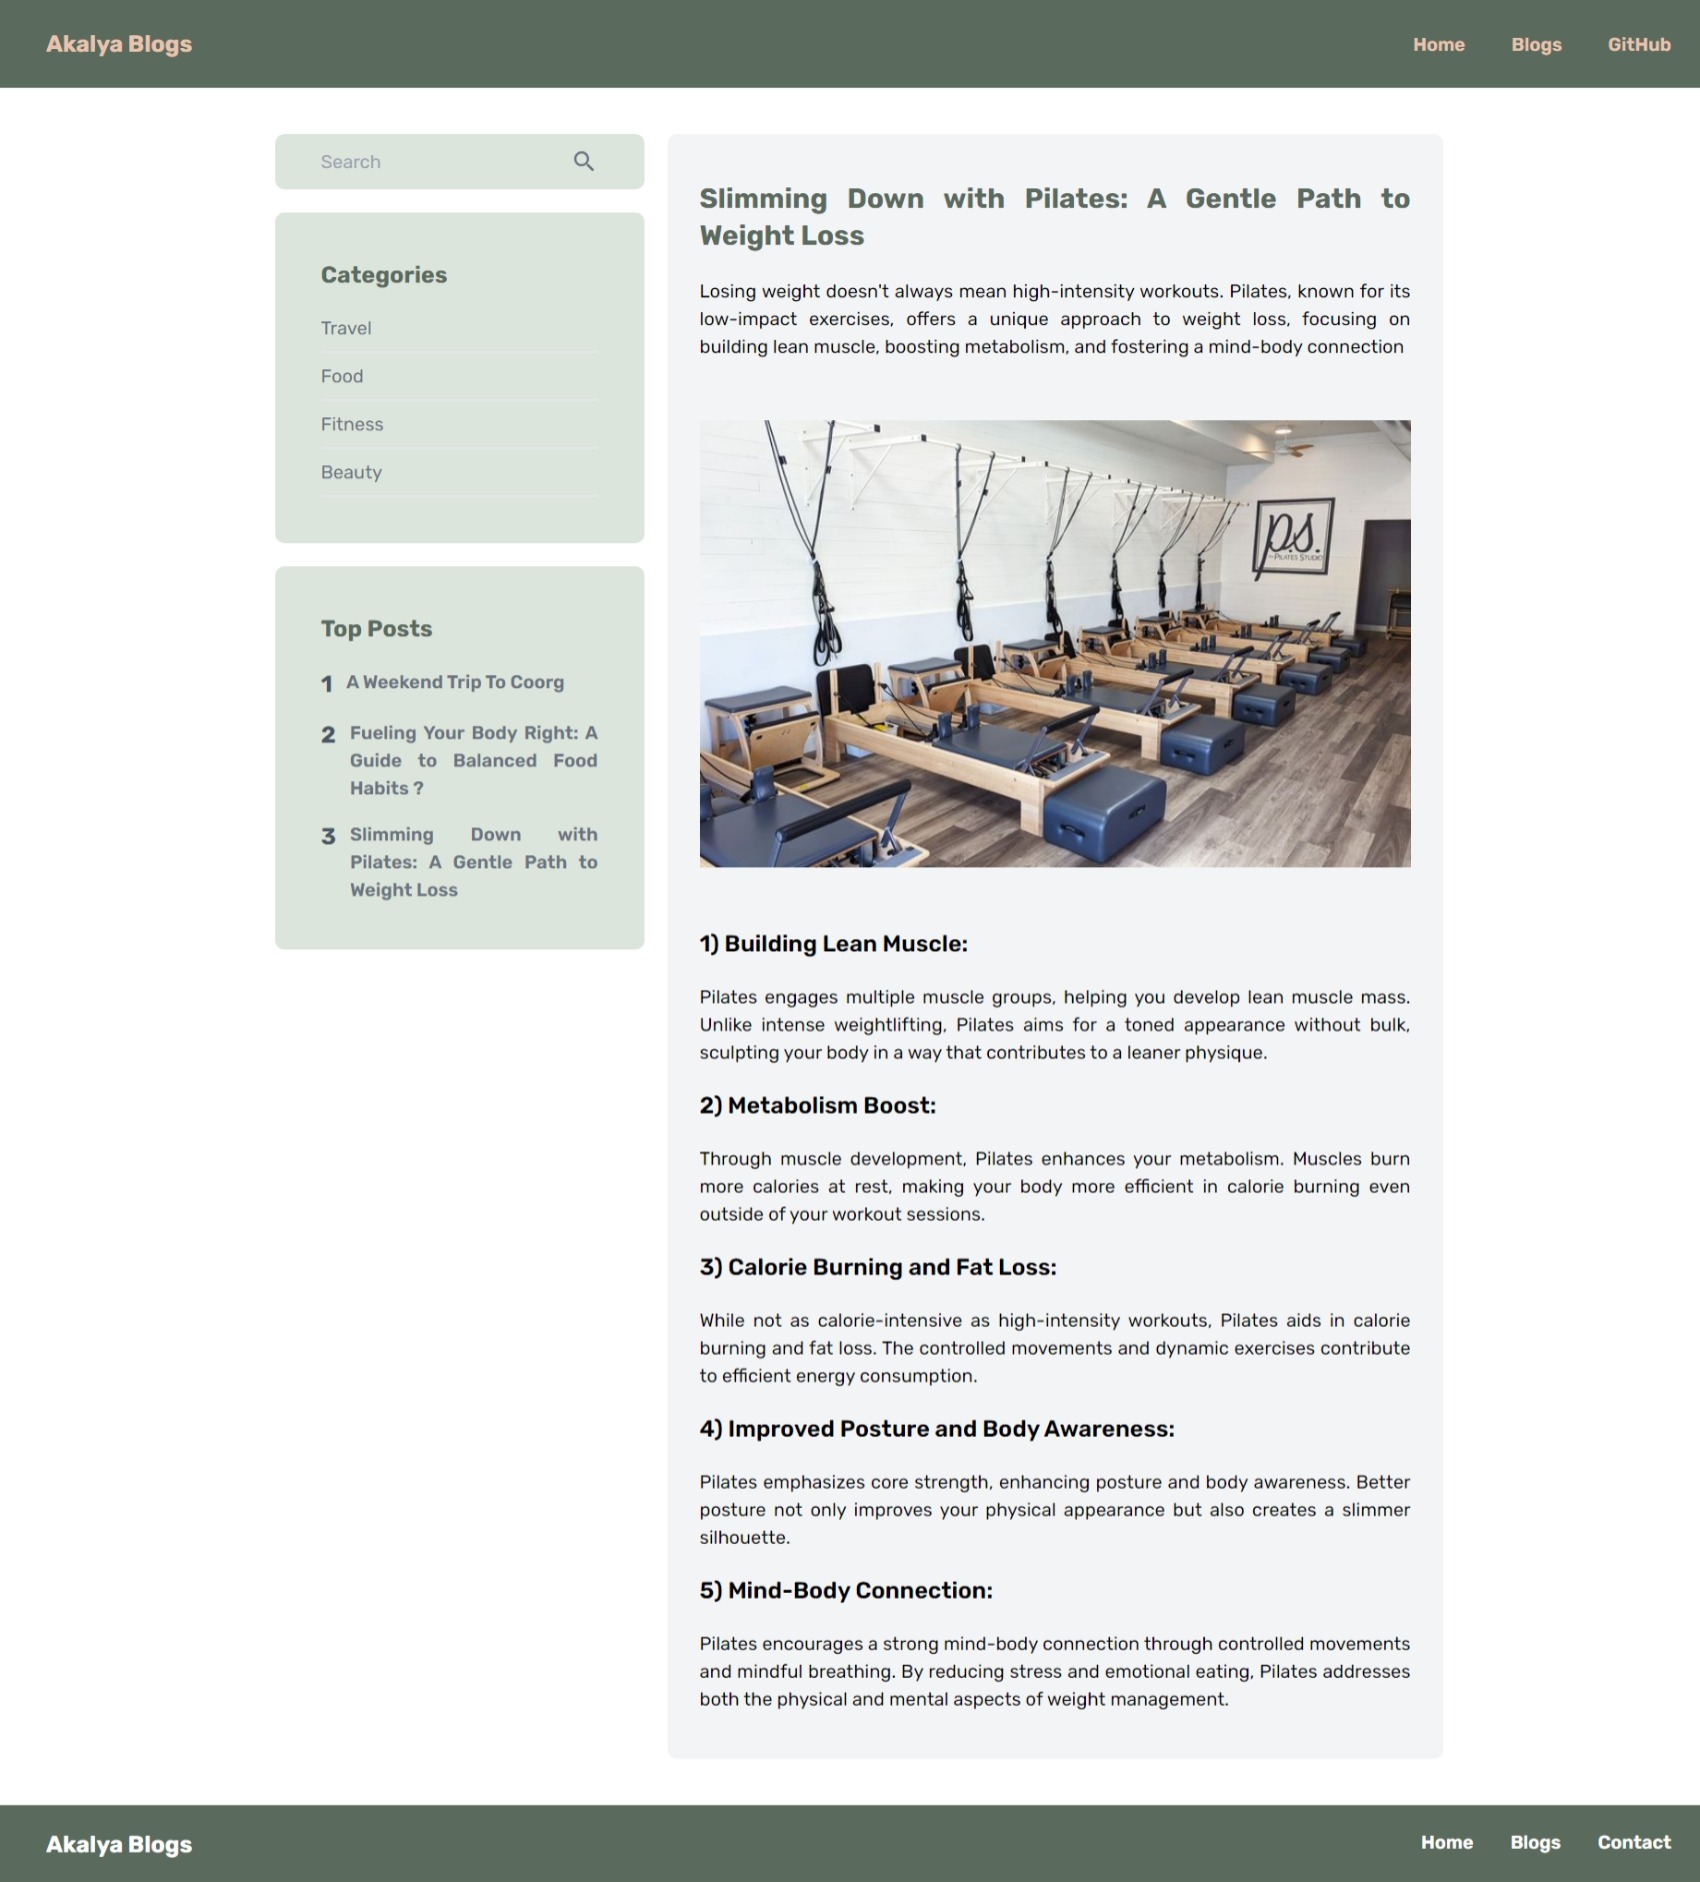 Akalya Blogs
Home
Blogs
GitHub
Search
Categories
Travel
Food
Fitness
Beauty
Top Posts
1 A Weekend Trip To Coorg
2 Fueling Your Body Right: A
Guide to Balanced Food
Habits ?
3 Slimming Down with
Pilates: A Gentle Path to
Weight Loss
Slimming Down with Pilates: A Gentle Path to
Weight Loss
Losing weight doesn't always mean high-intensity workouts. Pilates, known for its
low-impact exercises, offers a unique approach to weight loss, focusing on
building lean muscle, boosting metabolism, and fostering a mind-body connection
p.s.
PILATES STUDIO
1) Building Lean Muscle:
Pilates engages multiple muscle groups, helping you develop lean muscle mass.
Unlike intense weightlifting, Pilates aims for a toned appearance without bulk,
sculpting your body in a way that contributes to a leaner physique.
2) Metabolism Boost:
Through muscle development, Pilates enhances your metabolism. Muscles burn
more calories at rest, making your body more efficient in calorie burning even
outside of your workout sessions.
3) Calorie Burning and Fat Loss:
While not as calorie-intensive as high-intensity workouts, Pilates aids in calorie
burning and fat loss. The controlled movements and dynamic exercises contribute
to efficient energy consumption.
4) Improved Posture and Body Awareness:
Pilates emphasizes core strength, enhancing posture and body awareness. Better
posture not only improves your physical appearance but also creates a slimmer
silhouette.
5) Mind-Body Connection:
Pilates encourages a strong mind-body connection through controlled movements
and mindful breathing. By reducing stress and emotional eating, Pilates addresses
both the physical and mental aspects of weight management.
Akalya Blogs
Home
Blogs
Contact